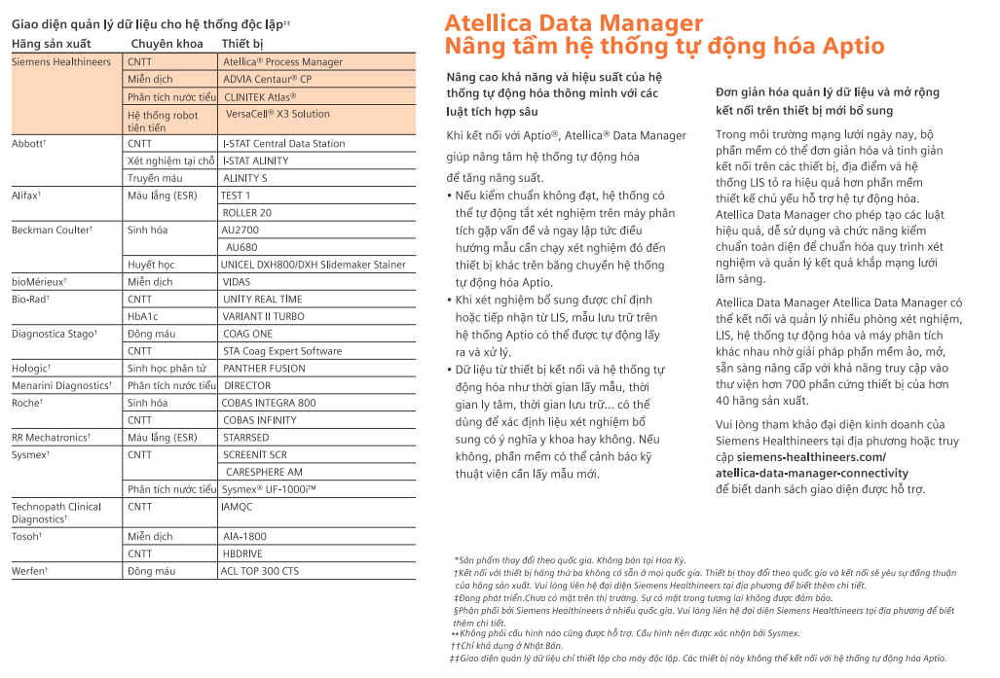 Giao diện quản lý dữ liệu cho hệ thống độc lập‡‡
Hãng sản xuất Chuyên khoa Thiết bị
Siemens Healthineers CNTT Atellica® Process Manager
Miễn dịch ADVIA Centaur® CP
Phân tích nước tiểu CLINITEK Atlas®
Hệ thống robot VersaCell® X3 Solution
tiên tiến
Abbott† CNTT I-STAT Central Data Station
Xét nghiệm tại chỗ I-STAT ALINITY
Truyền máu ALINITY S
Alifax† Máu lắng (ESR) TEST 1
ROLLER 20
Beckman Coulter† Sinh hóa AU2700
AU680
Huyết học UNICEL DXH800/DXH Slidemaker Stainer
bioMérieux† Miễn dịch VIDAS
Bio-Rad† CNTT UNITY REAL TIME
HbA1c VARIANT II TURBO
Diagnostica Stago† Đông máu COAG ONE
CNTT STA Coag Expert Software
Hologic† Sinh học phân tử PANTHER FUSION
Menarini Diagnostics† Phân tích nước tiểu DIRECTOR
Roche† Sinh hóa COBAS INTEGRA 800
CNTT COBAS INFINITY
RR Mechatronics† Máu lắng (ESR) STARRSED
Sysmex† CNTT SCREENIT SCR
CARESPHERE AM
Phân tích nước tiểu Sysmex® UF-1000i™
Technopath Clinical CNTT IAMQC
Diagnostics†
Tosoh† Miễn dịch AIA-1800
CNTT HBDRIVE
Werfen† Đông máu ACL TOP 300 CTS
Atellica Data Manager
Nâng tầm hệ thống tự động hóa Aptio
Nâng cao khả năng và hiệu suất của hệ
thống tự động hóa thông minh với các
luật tích hợp sâu
Khi kết nối với Aptio®, Atellica® Data Manager
giúp nâng tâm hệ thống tự động hóa
để tăng năng suất.
• Nếu kiểm chuẩn không đạt, hệ thống có
thể tự động tắt xét nghiệm trên máy phân
tích gặp vấn đề và ngay lập tức điều
hướng mẫu cần chạy xét nghiệm đó đến
thiết bị khác trên băng chuyền hệ thống
tự động hóa Aptio.
• Khi xét nghiệm bổ sung được chỉ định
hoặc tiếp nhận từ LIS, mẫu lưu trữ trên
hệ thống Aptio có thể được tự động lấy
ra và xử lý.
• Dữ liệu từ thiết bị kết nối và hệ thống tự
động hóa như thời gian lấy mẫu, thời
gian ly tâm, thời gian lưu trữ... có thể
dùng để xác định liệu xét nghiệm bổ
sung có ý nghĩa y khoa hay không. Nếu
không, phần mềm có thể cảnh báo kỹ
thuật viên cần lấy mẫu mới.
Đơn giản hóa quản lý dữ liệu và mở rộng
kết nối trên thiết bị mới bổ sung
Trong môi trường mạng lưới ngày nay, bộ
phần mềm có thể đơn giản hóa và tinh giản
kết nối trên các thiết bị, địa điểm và hệ
thống LIS tỏ ra hiệu quả hơn phần mềm
thiết kế chủ yếu hỗ trợ hệ tự động hóa.
Atellica Data Manager cho phép tạo các luật
hiệu quả, dễ sử dụng và chức năng kiểm
chuẩn toàn diện để chuẩn hóa quy trình xét
nghiệm và quản lý kết quả khắp mạng lưới
lâm sàng.
Atellica Data Manager Atellica Data Manager có
thể kết nối và quản lý nhiều phòng xét nghiệm,
LIS, hệ thống tự động hóa và máy phân tích
khác nhau nhờ giải pháp phần mềm ảo, mở,
sẵn sàng nâng cấp với khả năng truy cập vào
thư viện hơn 700 phần cứng thiết bị của hơn
40 hãng sản xuất.
Vui lòng tham khảo đại diện kinh doanh của
Siemens Healthineers tại địa phương hoặc truy
cập siemens-healthineers.com/
atellica-data-manager-connectivity
để biết danh sách giao diện được hỗ trợ.
*Sản phẩm thay đổi theo quốc gia. Không bán tại Hoa Kỳ.
†Kết nối với thiết bị hãng thứ ba không có sẵn ở mọi quốc gia. Thiết bị thay đổi theo quốc gia và kết nối sẽ yêu sự đồng thuận
của hãng sản xuất. Vui lòng liên hệ đại diện Siemens Healthineers tại địa phương để biết thêm chi tiết.
‡Đang phát triển.Chưa có mặt trên thị trường. Sự có mặt trong tương lai không được đảm bảo.
§Phân phối bởi Siemens Healthineers ở nhiều quốc gia. Vui lòng liên hệ đại diện Siemens Healthineers tại địa phương để biết
thêm chi tiết.
**Không phải cấu hình nào cũng được hỗ trợ. Cấu hình nên được xác nhận bởi Sysmex.
††Chỉ khả dụng ở Nhật Bản.
‡‡Giao diện quản lý dữ liệu chỉ thiết lập cho máy độc lập. Các thiết bị này không thể kết nối với hệ thống tự động hóa Aptio.